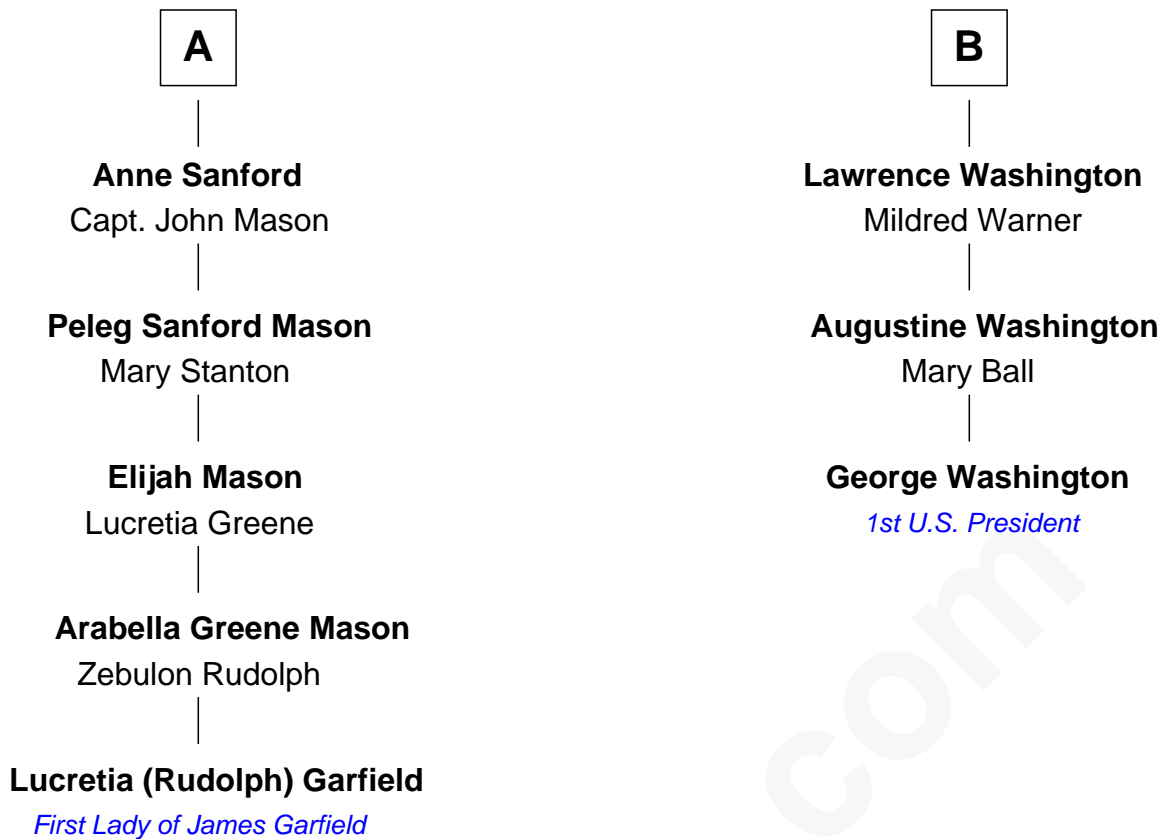 A
Anne Sanford
Capt. John Mason
Peleg Sanford Mason
Mary Stanton
Elijah Mason
Lucretia Greene
Arabella Greene Mason
Zebulon Rudolph
Lucretia (Rudolph) Garfield
First Lady of James Garfield
B
Lawrence Washington
Mildred Warner
Augustine Washington
Mary Ball
George Washington
1st U.S. President
com